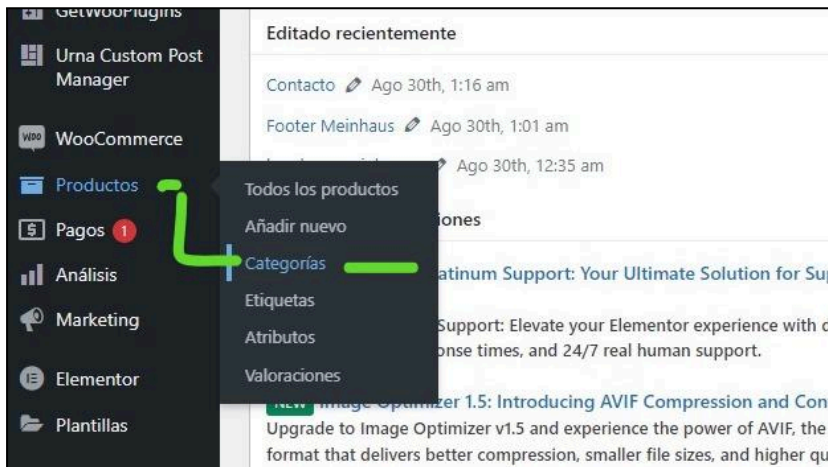 GetWooPlugins
Urna Custom Post
Manager
WOO WooCommerce
Productos
Pagos 1
Análisis
Marketing
Elementor
Plantillas
Todos los productos
Añadir nuevo
Categorías
Etiquetas
Atributos
Valoraciones
Editado recientemente
Contacto Ago 30th, 1:16 am
Footer Meinhaus Ago 30th, 1:01 am
Ago 30th, 12:35 am
iones
atinum Support: Your Ultimate Solution for Su
Support: Elevate your Elementor experience with
onse times, and 24/7 real human support.
NEW Image Optimizer 1.5: Introducing AVIF Compression and Con
Upgrade to Image Optimizer v1.5 and experience the power of AVIF, the
format that delivers better compression, smaller file sizes, and higher qu